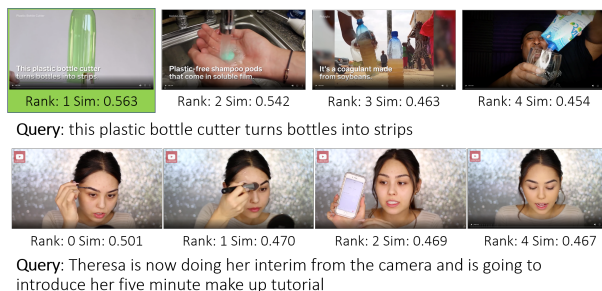 This plastic bottle cutter
turns bottles into strips
Plastic-free shampoo pods
that come in soluble film.
It's a coagulant made
from soybeans.
Rank: 1 Sim: 0.563
Rank: 2 Sim: 0.542
Rank: 3 Sim: 0.463
Rank: 4 Sim: 0.454
Query: this plastic bottle cutter turns bottles into strips
Rank: 0 Sim: 0.501
Rank: 1 Sim: 0.470
Rank: 2 Sim: 0.469
Rank: 4 Sim: 0.467
Query: Theresa is now doing her interim from the camera and is going to
introduce her five minute make up tutorial